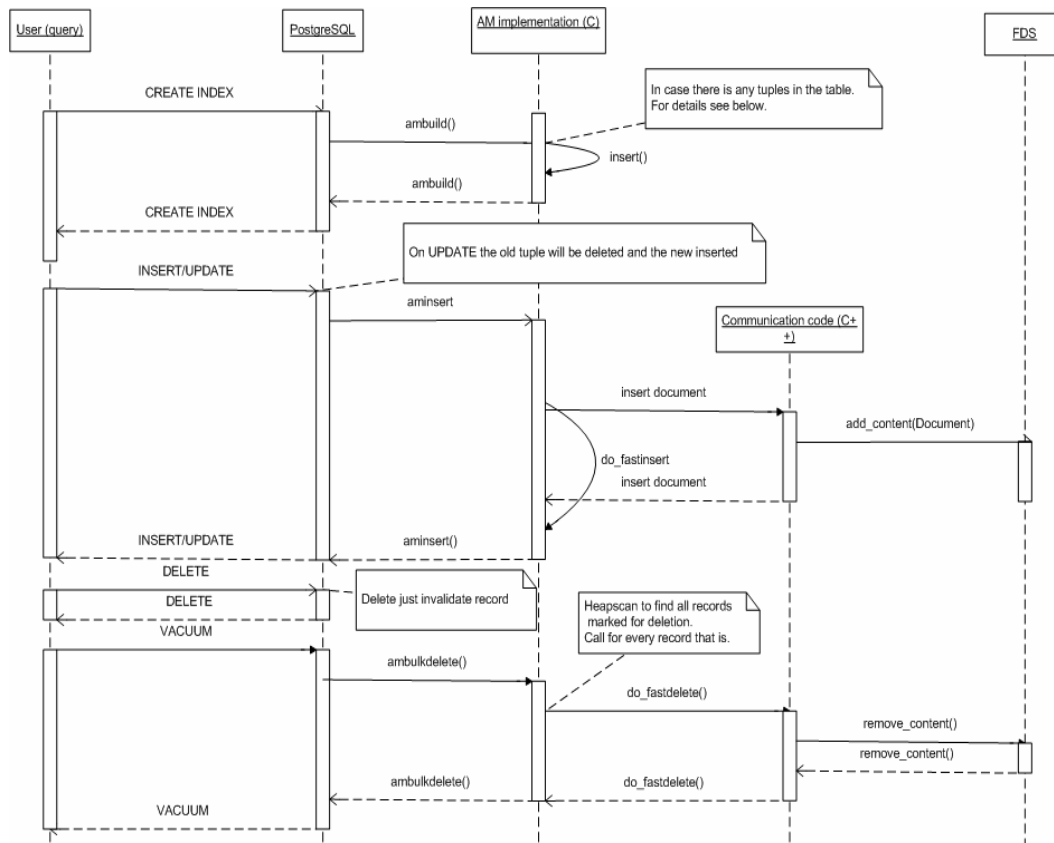 User (query)
PostgreSQL
AM implementation (C)
FDS
In case there is any tuples in the table.
For details see below.
CREATE INDEX
ambuild()
insert()
ambuild()
CREATE INDEX
On UPDATE the old tuple will be deleted and the new inserted
INSERT/UPDATE
aminsert
Communication code (C+
+)
insert document
add_content(Document)
do_fastinsert
insert document
INSERT/UPDATE
aminsert()
DELETE
Delete just invalidate record
DELETE
Heapscan to find all records
marked for deletion.
Call for every record that is.
VACUUM
ambulkdelete()
do_fastdelete()
remove_content()
remove_content()
ambulkdelete()
do_fastdelete()
VACUUM